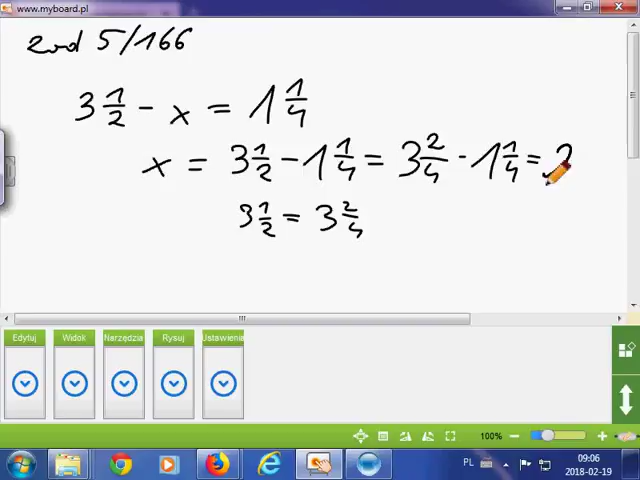 www.myboard.pl
zad 5/166
3 1/2 - x = 1 1/4
x = 3 1/2 - 1 1/4 = 3 2/4 - 1 1/4 = 2
3 1/2 = 3 2/4
Edytuj Widok Narzędzia Rysuj Ustawienia
100%
PL 09:06
2018-02-19